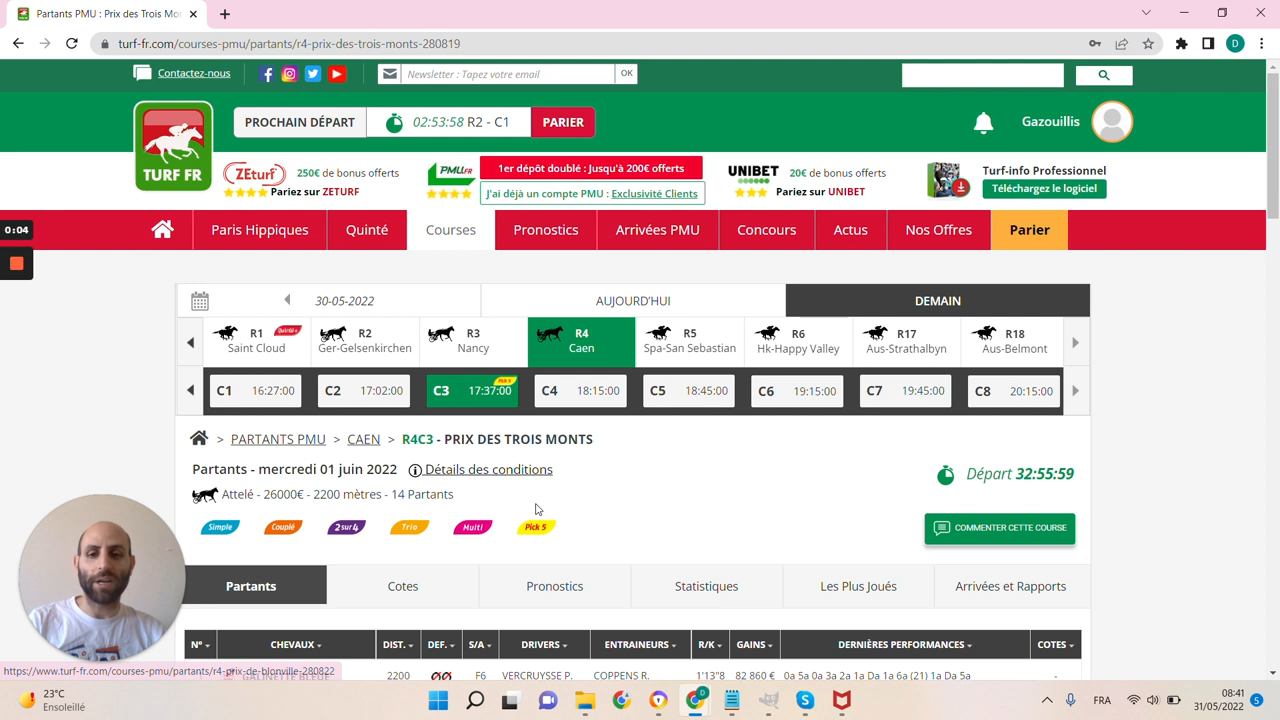 Partants PMU : Prix des Trois Mo
turf-fr.com/courses-pmu/partants/r4-prix-des-trois-monts-280819
D
Contactez-nous
Newsletter : Tapez votre email
OK
TURF FR
PROCHAIN DÉPART
02:53:58 R2 - C1
PARIER
Gazouillis
ZEturf
250€ de bonus offerts
Pariez sur ZETURF
PMU.FR
1er dépôt doublé : Jusqu'à 200€ offerts
J'ai déjà un compte PMU : Exclusivité Clients
UNIBET
20€ de bonus offerts
Pariez sur UNIBET
Turf-info Professionnel
Téléchargez le logiciel
0:04
Paris Hippiques
Quinté
Courses
Pronostics
Arrivées PMU
Concours
Actus
Nos Offres
Parier
30-05-2022
AUJOURD'HUI
DEMAIN
R1
Quinté+
Saint Cloud
R2
Ger-Gelsenkirchen
R3
Nancy
R4
Caen
R5
Spa-San Sebastian
R6
Hk-Happy Valley
R17
Aus-Strathalbyn
R18
Aus-Belmont
C1 16:27:00
C2 17:02:00
C3 17:37:00
Pick 5
C4 18:15:00
C5 18:45:00
C6 19:15:00
C7 19:45:00
C8 20:15:00
> PARTANTS PMU > CAEN > R4C3 - PRIX DES TROIS MONTS
Partants - mercredi 01 juin 2022 Détails des conditions
Attelé - 26000€ - 2200 mètres - 14 Partants
Départ 32:55:59
Simple
Couplé
2 sur 4
Trio
Multi
Pick 5
COMMENTER CETTE COURSE
Partants
Cotes
Pronostics
Statistiques
Les Plus Joués
Arrivées et Rapports
N° CHEVAUX DIST. DEF. S/A DRIVERS ENTRAINEURS R/K GAINS DERNIÈRES PERFORMANCES COTES
GALINETTE BLEUE 2200 F6 VERCRUYSSE P. COPPENS R. 1'13"8 82 860 € 0a 5a 0a 3a 2a 1a Da 1a 6a (21) 1a Da 5a -
https://www.turf-fr.com/courses-pmu/partants/r4-prix-de-blonville-280822
23°C
Ensoleillé
D
FRA
08:41
31/05/2022
5